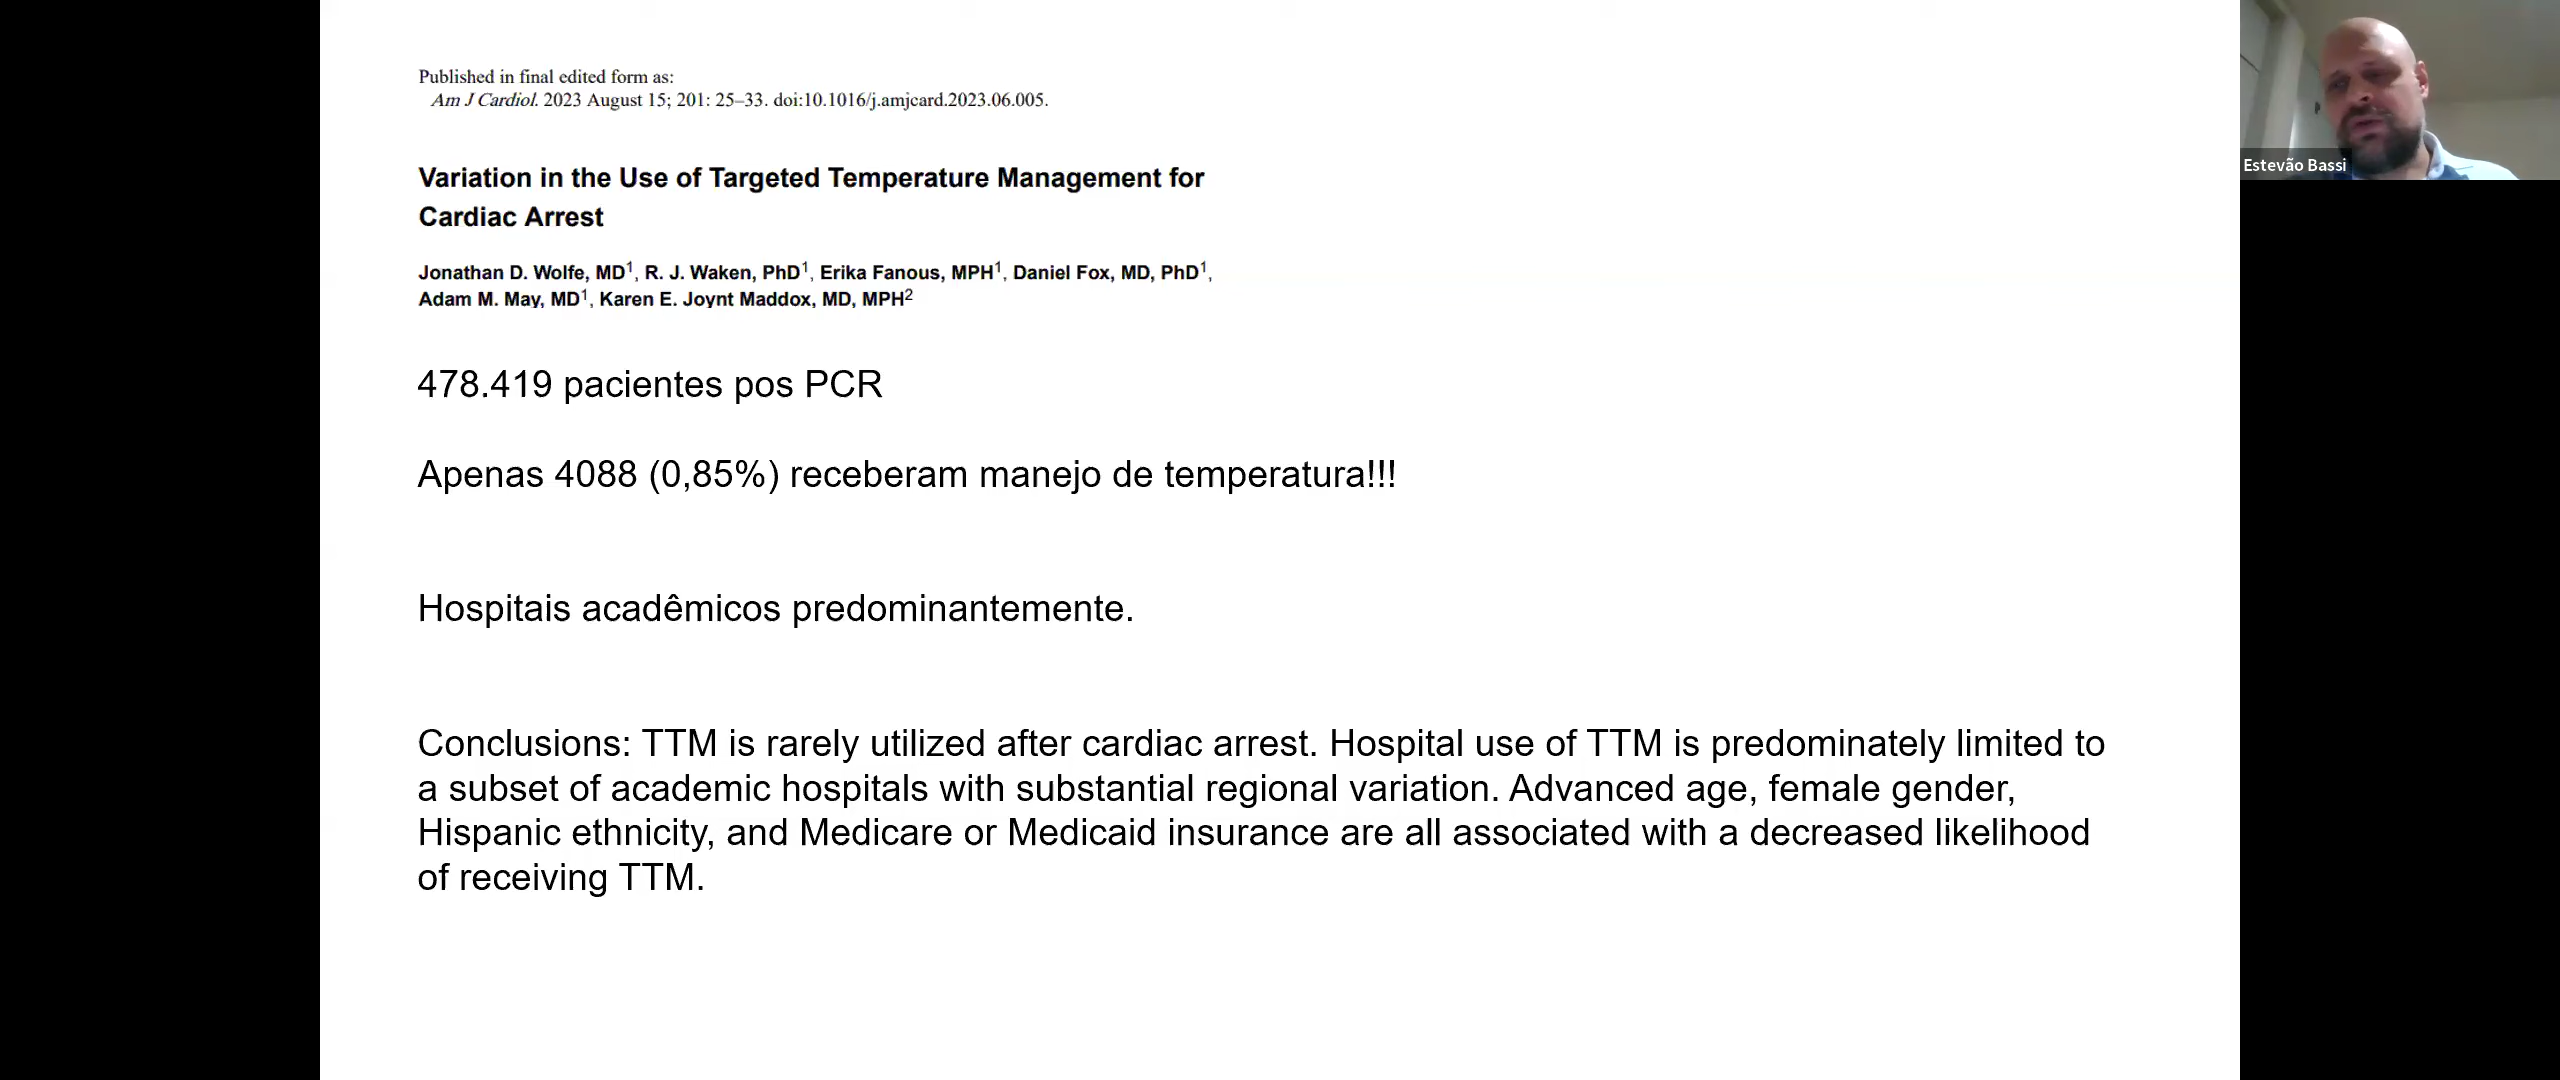 Published in final edited form as:
Am J Cardiol. 2023 August 15; 201: 25–33. doi:10.1016/j.amjcard.2023.06.005.
Variation in the Use of Targeted Temperature Management for
Cardiac Arrest
Jonathan D. Wolfe, MD1, R. J. Waken, PhD1, Erika Fanous, MPH1, Daniel Fox, MD, PhD1,
Adam M. May, MD1, Karen E. Joynt Maddox, MD, MPH2
478.419 pacientes pos PCR
Apenas 4088 (0,85%) receberam manejo de temperatura!!!
Hospitais acadêmicos predominantemente.
Conclusions: TTM is rarely utilized after cardiac arrest. Hospital use of TTM is predominately limited to
a subset of academic hospitals with substantial regional variation. Advanced age, female gender,
Hispanic ethnicity, and Medicare or Medicaid insurance are all associated with a decreased likelihood
of receiving TTM.
Estevão Bassi